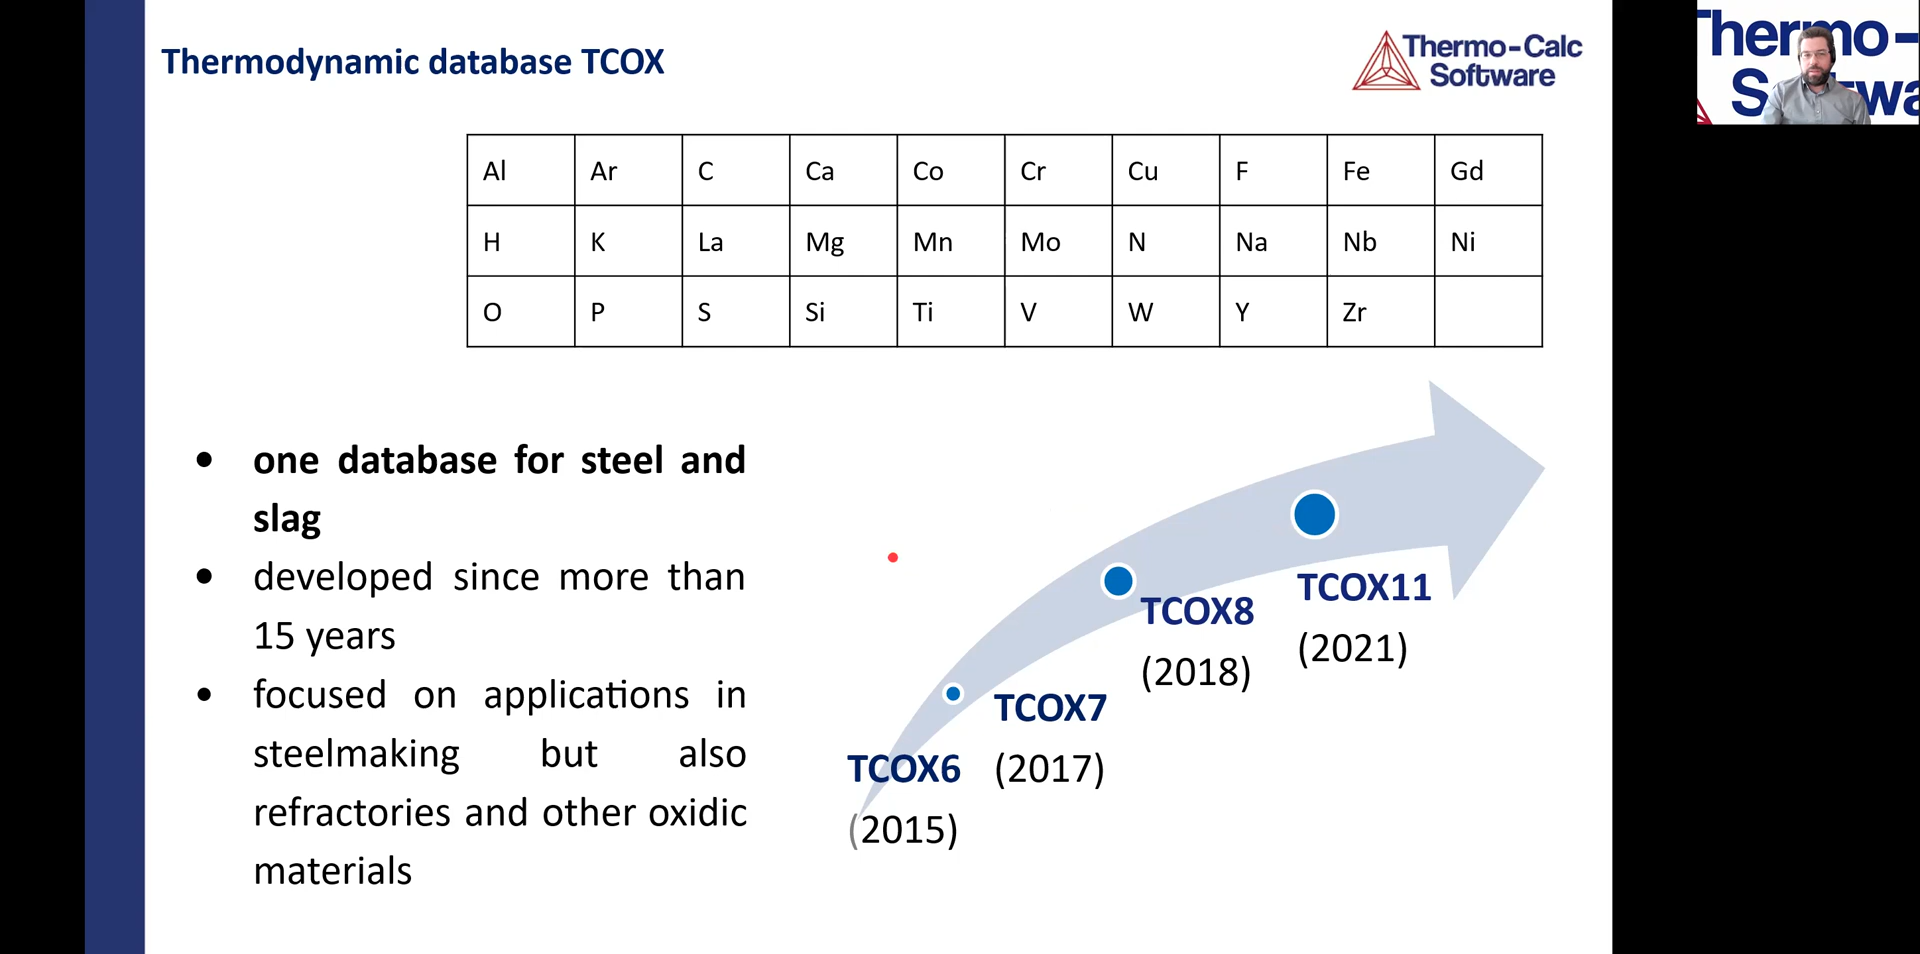 Thermodynamic database TCOX
Thermo-Calc
Software
Al Ar C Ca Co Cr Cu F Fe Gd
H K La Mg Mn Mo N Na Nb Ni
O P S Si Ti V W Y Zr
• one database for steel and
slag
• developed since more than
15 years
• focused on applications in
steelmaking but also
refractories and other oxidic
materials
TCOX6
(2015)
TCOX7
(2017)
TCOX8
(2018)
TCOX11
(2021)